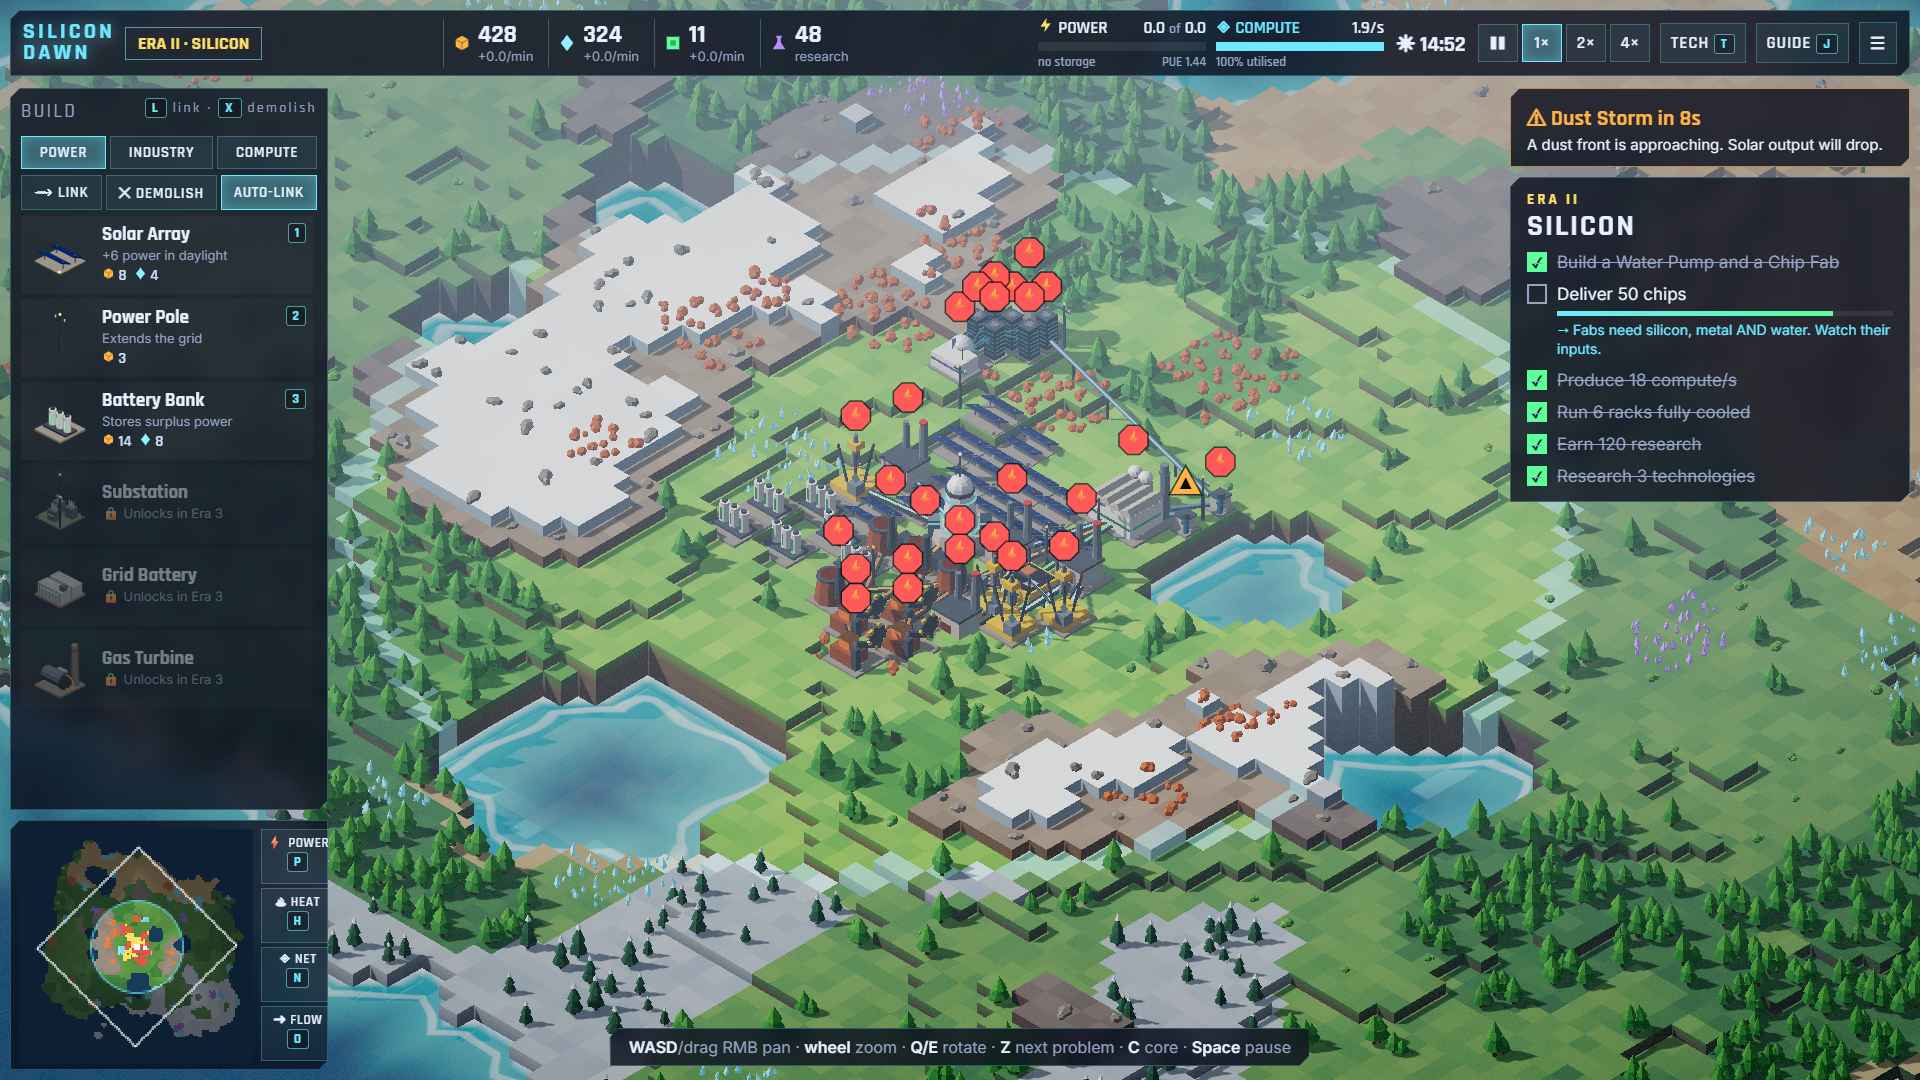 SILICON
DAWN
ERA II · SILICON
428
+0.0/min
324
+0.0/min
11
+0.0/min
48
research
POWER 0.0 of 0.0
no storage PUE 1.44
COMPUTE 1.9/s
100% utilised
14:52
1×
2×
4×
TECH T
GUIDE J
BUILD L link · X demolish
POWER INDUSTRY COMPUTE
LINK DEMOLISH AUTO-LINK
Solar Array 1
+6 power in daylight
8 4
Power Pole 2
Extends the grid
3
Battery Bank 3
Stores surplus power
14 8
Substation
Unlocks in Era 3
Grid Battery
Unlocks in Era 3
Gas Turbine
Unlocks in Era 3
Dust Storm in 8s
A dust front is approaching. Solar output will drop.
ERA II
SILICON
Build a Water Pump and a Chip Fab
Deliver 50 chips
→ Fabs need silicon, metal AND water. Watch their
inputs.
Produce 18 compute/s
Run 6 racks fully cooled
Earn 120 research
Research 3 technologies
POWER
P
HEAT
H
NET
N
FLOW
O
WASD/drag RMB pan · wheel zoom · Q/E rotate · Z next problem · C core · Space pause